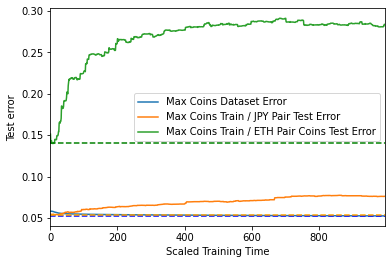 0.30
0.25
0.20
0.15
0.10
0.05
Test error
Max Coins Dataset Error
Max Coins Train / JPY Pair Test Error
Max Coins Train / ETH Pair Coins Test Error
0 200 400 600 800
Scaled Training Time